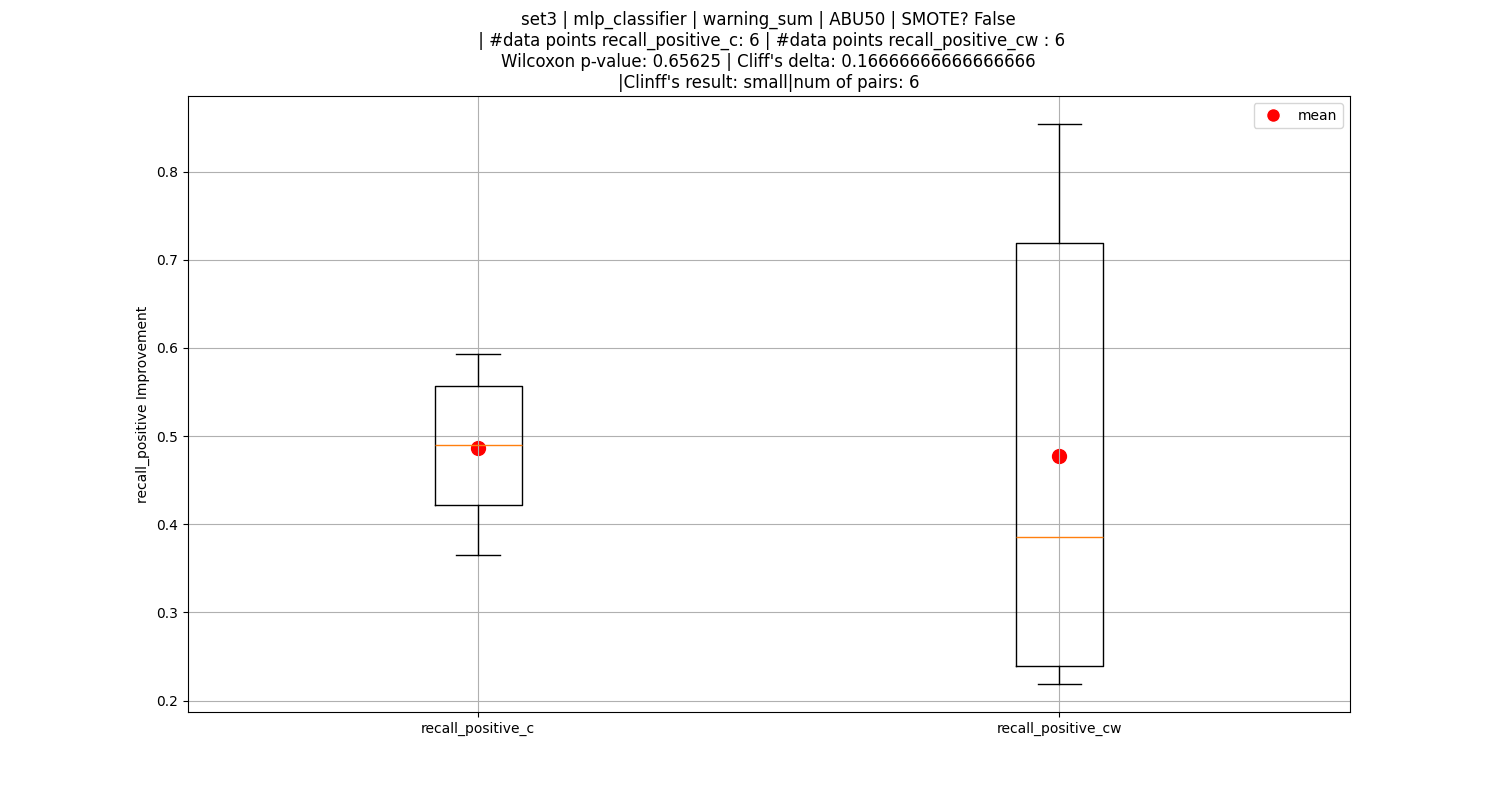 set3 | mlp_classifier | warning_sum | ABU50 | SMOTE? False
| #data points recall_positive_c: 6 | #data points recall_positive_cw : 6
Wilcoxon p-value: 0.65625 | Cliff's delta: 0.16666666666666666
|Clinff's result: small|num of pairs: 6
mean
recall_positive Improvement
0.8
0.7
0.6
0.5
0.4
0.3
0.2
recall_positive_c
recall_positive_cw